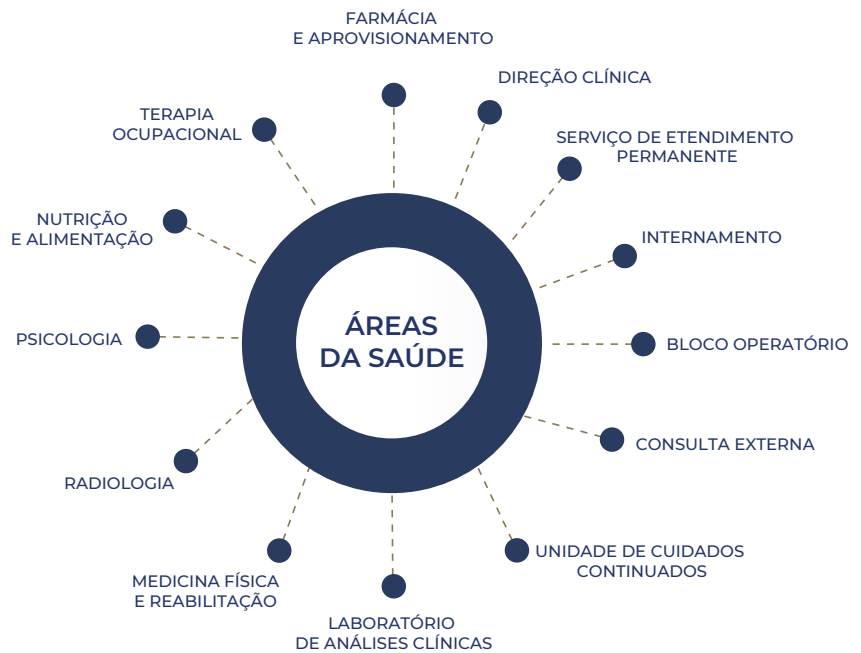 FARMÁCIA
E APROVISIONAMENTO
DIREÇÃO CLÍNICA
SERVIÇO DE ETENDIMENTO
PERMANENTE
INTERNAMENTO
BLOCO OPERATÓRIO
CONSULTA EXTERNA
UNIDADE DE CUIDADOS
CONTINUADOS
LABORATÓRIO
DE ANÁLISES CLÍNICAS
MEDICINA FÍSICA
E REABILITAÇÃO
RADIOLOGIA
PSICOLOGIA
NUTRIÇÃO
E ALIMENTAÇÃO
TERAPIA
OCUPACIONAL
ÁREAS
DA SAÚDE